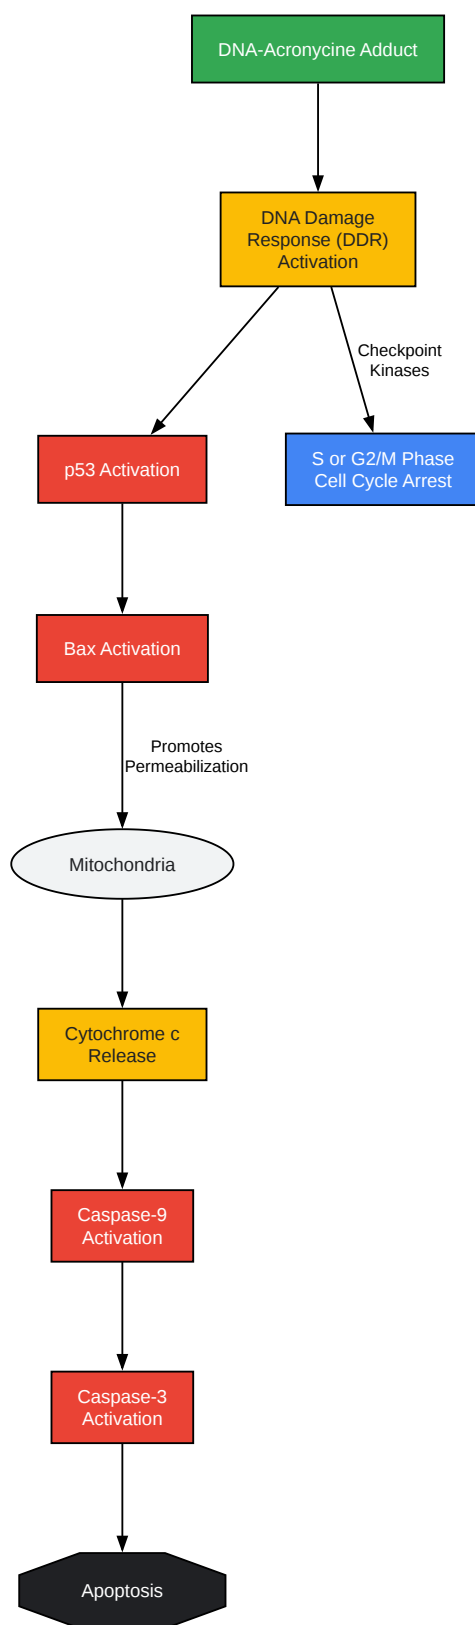 DNA-Acronycine Adduct
DNA Damage
Response (DDR)
Activation
Checkpoint
Kinases
p53 Activation
S or G2/M Phase
Cell Cycle Arrest
Bax Activation
Promotes
Permeabilization
Mitochondria
Cytochrome c
Release
Caspase-9
Activation
Caspase-3
Activation
Apoptosis